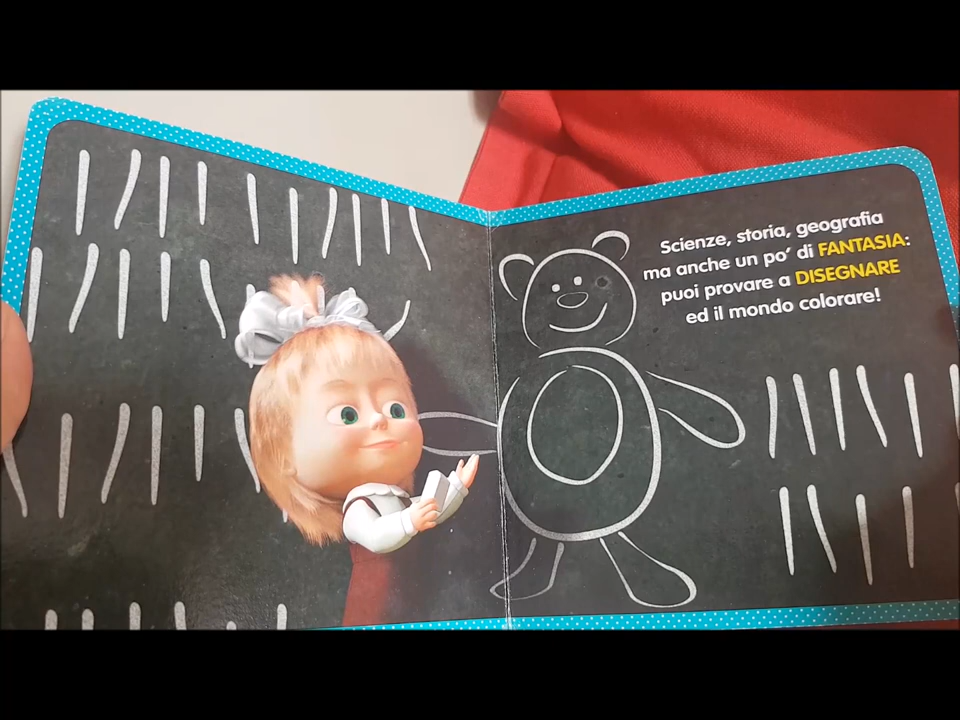 Scienze, storia, geografia
ma anche un po' di FANTASIA:
puoi provare a DISEGNARE
ed il mondo colorare!